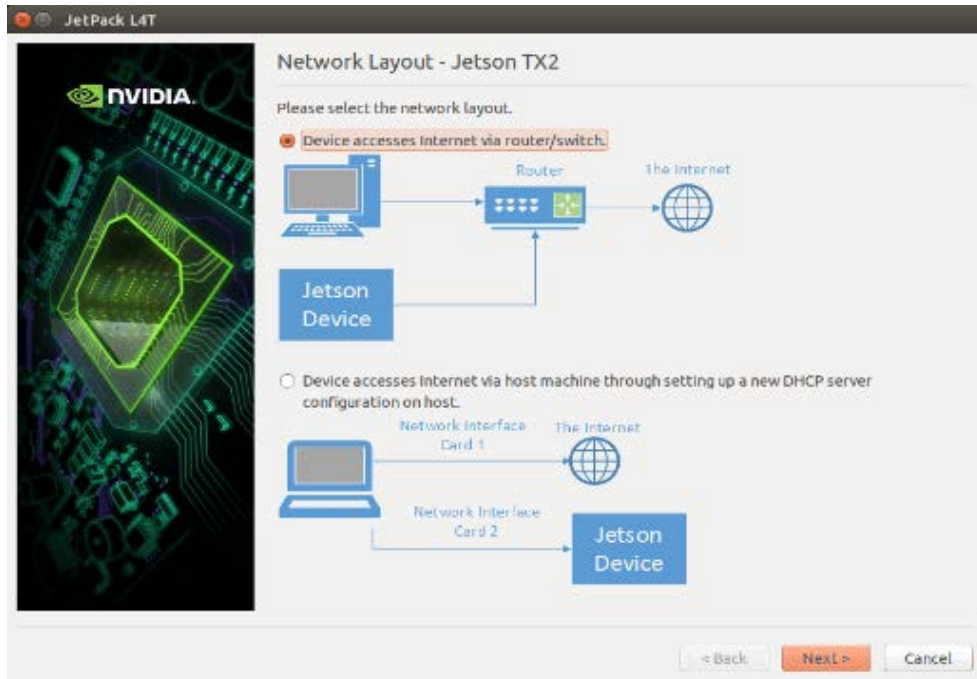 JetPack L4T
NVIDIA.
Network Layout - Jetson TX2
Please select the network layout.
Device accesses Internet via router/switch.
Router
The Internet
Jetson
Device
Device accesses Internet via host machine through setting up a new DHCP server
configuration on host.
Network Interface
Card 1
The Internet
Network Interface
Card 2
Jetson
Device
< Back
Next >
Cancel